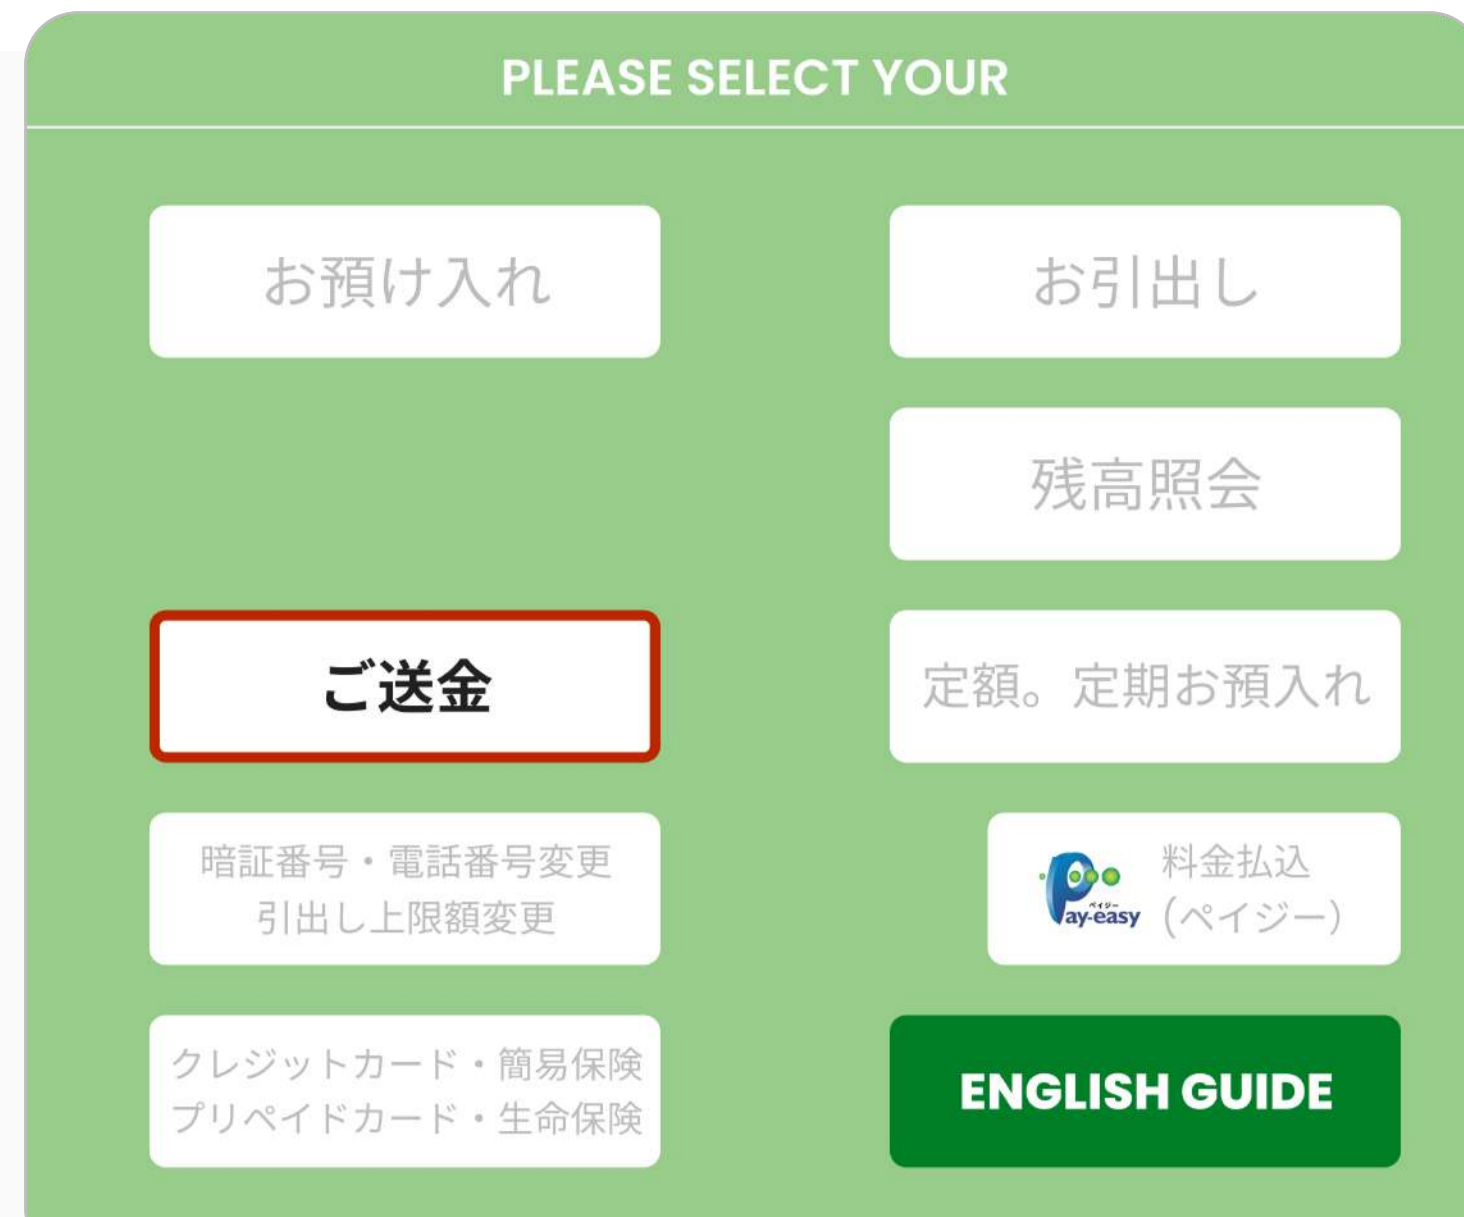 PLEASE SELECT YOUR
お預け入れ
お引出し
残高照会
ご送金
定額。定期お預入れ
暗証番号・電話番号変更
引出し上限額変更
ペイジー
Pay-easy
料金払込
(ペイジー)
クレジットカード・簡易保険
プリペイドカード・生命保険
ENGLISH GUIDE